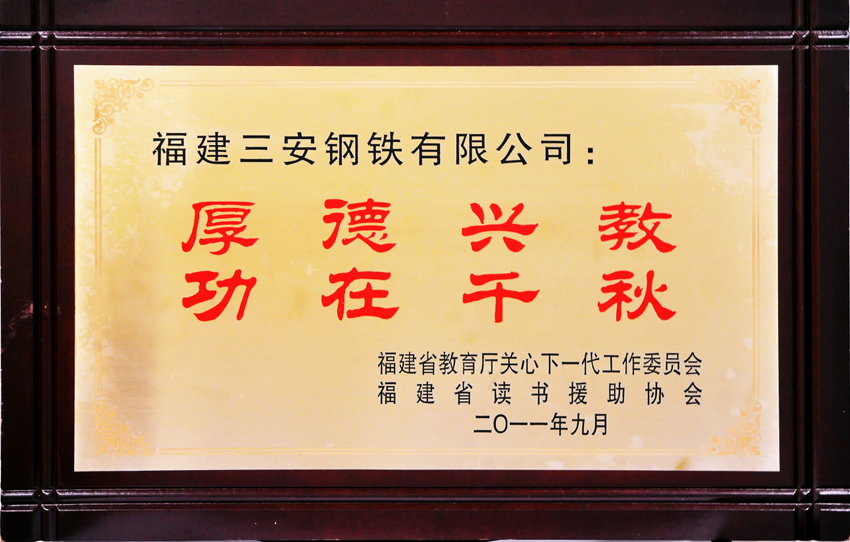 福建三安钢铁有限公司：
厚德兴教
功在千秋
福建省教育厅关心下一代工作委员会
福建省读书援助协会
二〇一一年九月